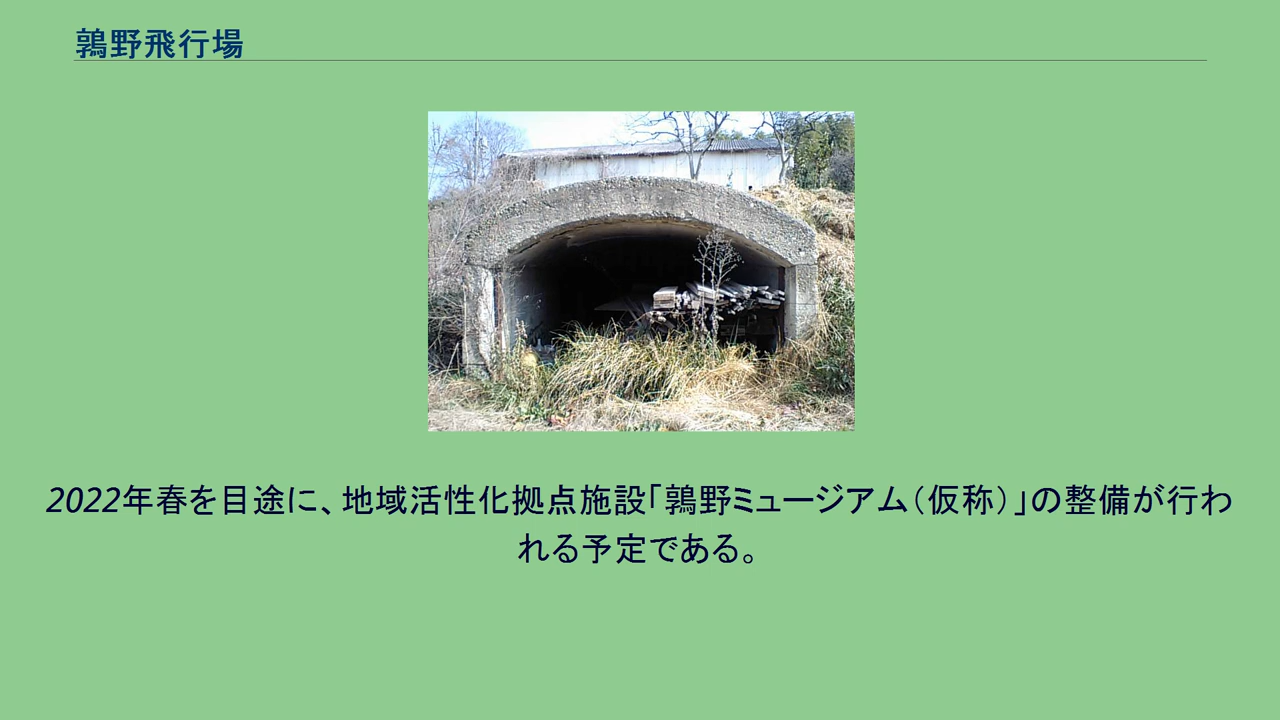 鶉野飛行場
2022年春を目途に、地域活性化拠点施設｢鶉野ミュージアム（仮称）｣の整備が行わ
れる予定である。